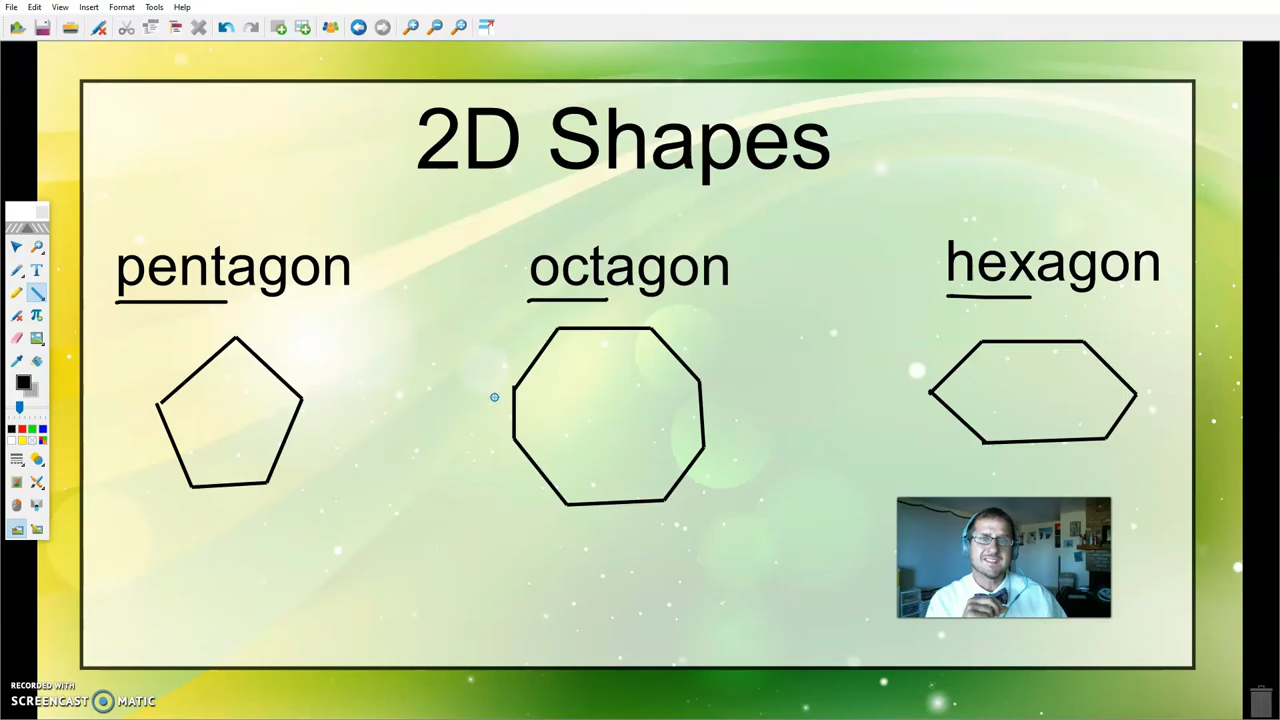 File Edit View Insert Format Tools Help
2D Shapes
pentagon octagon hexagon
RECORDED WITH
SCREENCAST MATIC